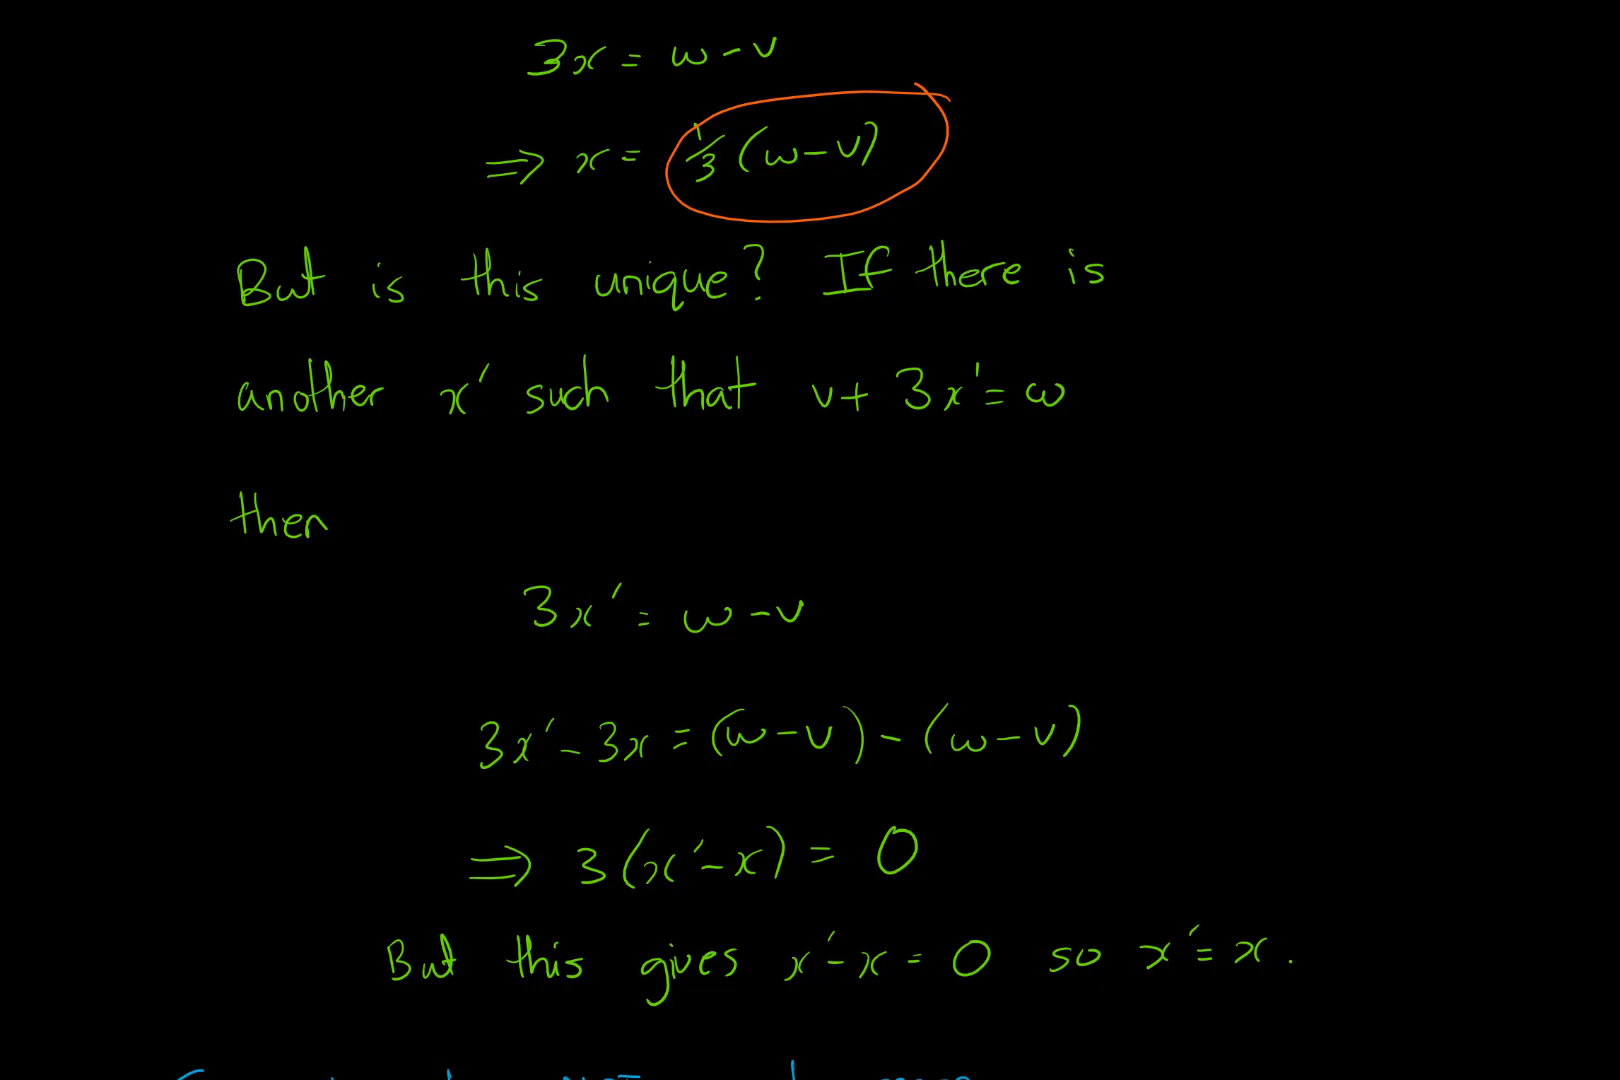 3x = w - v
⇒ x = 1/3 (w - v)
But is this unique? If there is
another x' such that v + 3x' = w
then
3x' = w - v
3x' - 3x = (w - v) - (w - v)
⇒ 3(x' - x) = 0
But this gives x' - x = 0 so x' = x.